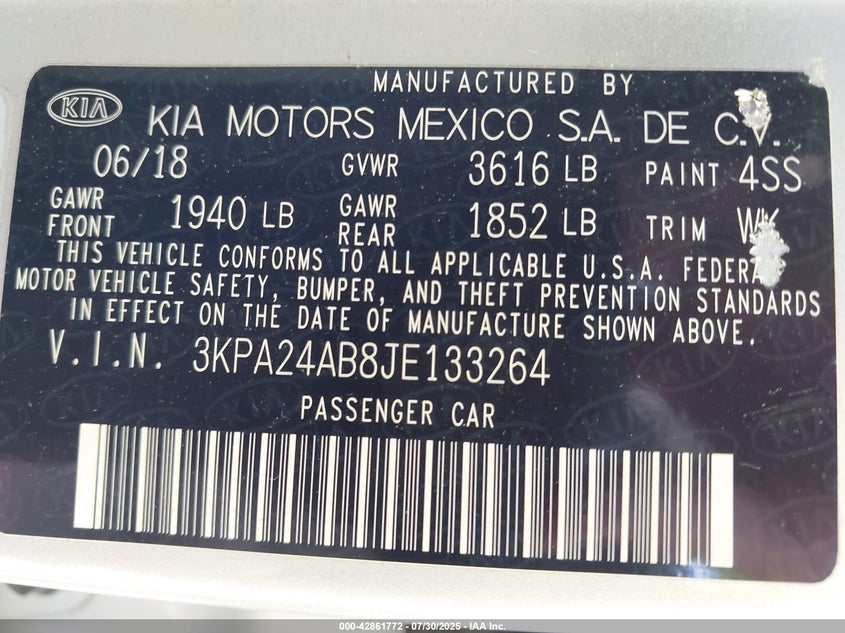 MANUFACTURED BY
KIA KIA MOTORS MEXICO S.A. DE C.V.
06/18 GVWR 3616 LB PAINT 4SS
GAWR FRONT 1940 LB GAWR REAR 1852 LB TRIM WK
THIS VEHICLE CONFORMS TO ALL APPLICABLE U.S.A. FEDERAL
MOTOR VEHICLE SAFETY, BUMPER, AND THEFT PREVENTION STANDARDS
IN EFFECT ON THE DATE OF MANUFACTURE SHOWN ABOVE.
V.I.N. 3KPA24AB8JE133264
PASSENGER CAR
000-42861772 - 07/30/2025 - IAA Inc.